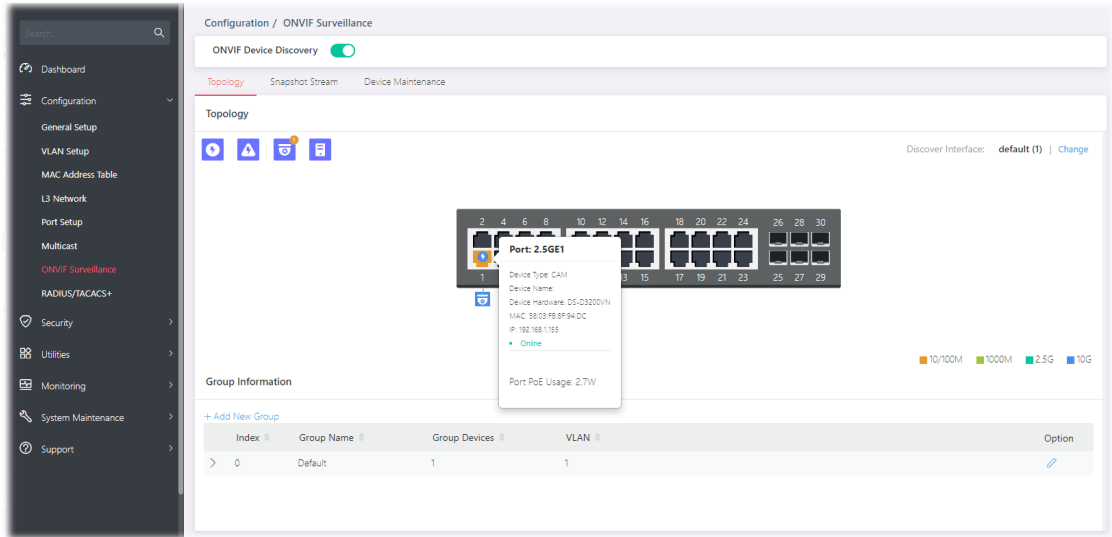 Search...
Dashboard
Configuration
General Setup
VLAN Setup
MAC Address Table
L3 Network
Port Setup
Multicast
ONVIF Surveillance
RADIUS/TACACS+
Security
Utilities
Monitoring
System Maintenance
Support
Configuration / ONVIF Surveillance
ONVIF Device Discovery
Topology Snapshot Stream Device Maintenance
Topology
Discover Interface: default (1) | Change
2 4 6 8 10 12 14 16 18 20 22 24 26 28 30
1 13 15 17 19 21 23 25 27 29
Port: 2.5GE1
Device Type: CAM
Device Name:
Device Hardware: DS-D3200VN
MAC: 58:03:FB:8F:94:DC
IP: 192.168.1.155
Online
Port PoE Usage: 2.7W
10/100M 1000M 2.5G 10G
Group Information
+ Add New Group
Index Group Name Group Devices VLAN Option
0 Default 1 1